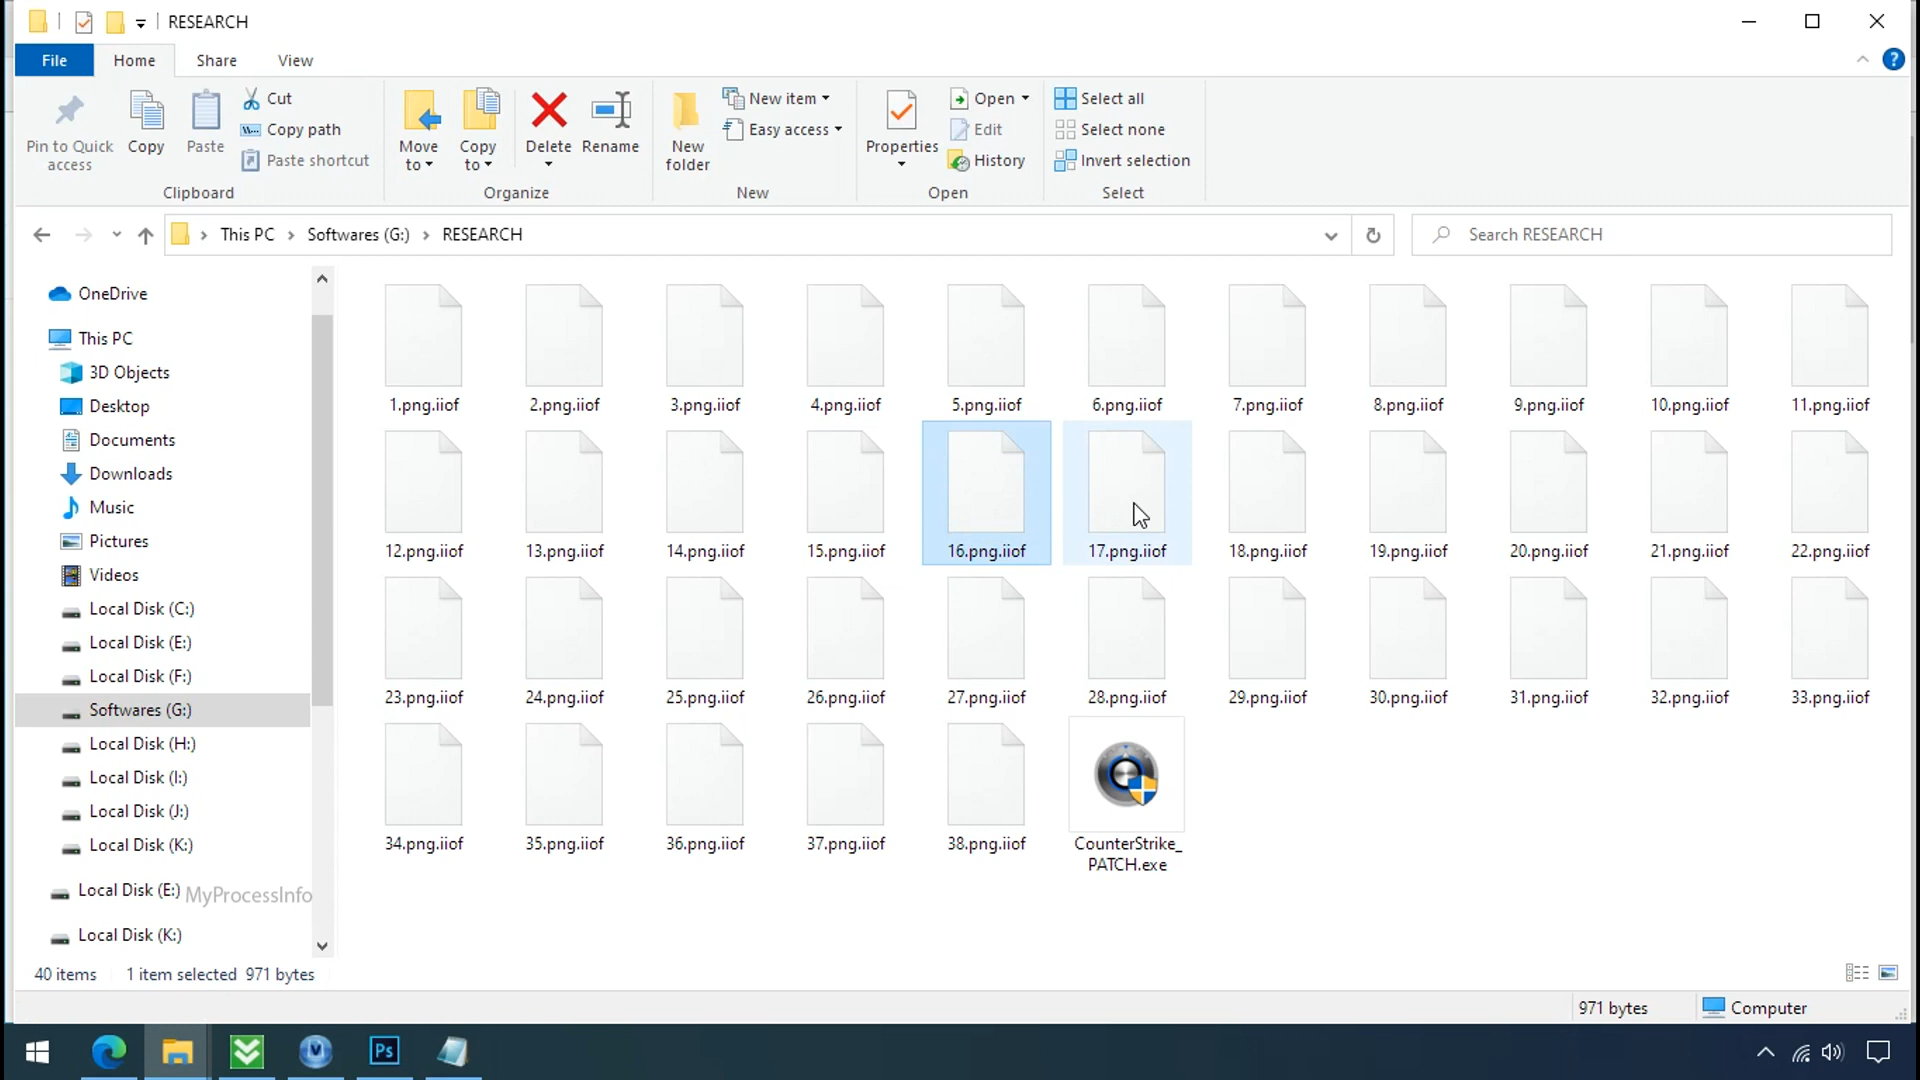 RESEARCH
File Home Share View
Pin to Quick access
Copy
Paste
Cut
Copy path
Paste shortcut
Clipboard
Move to
Copy to
Delete
Rename
Organize
New folder
New item
Easy access
New
Properties
Open
Edit
History
Open
Select all
Select none
Invert selection
Select
This PC Softwares (G:) RESEARCH
Search RESEARCH
OneDrive
This PC
3D Objects
Desktop
Documents
Downloads
Music
Pictures
Videos
Local Disk (C:)
Local Disk (E:)
Local Disk (F:)
Softwares (G:)
Local Disk (H:)
Local Disk (I:)
Local Disk (J:)
Local Disk (K:)
Local Disk (E:)
MyProcessInfo
Local Disk (K:)
1.png.iiof 2.png.iiof 3.png.iiof 4.png.iiof 5.png.iiof 6.png.iiof 7.png.iiof 8.png.iiof 9.png.iiof 10.png.iiof 11.png.iiof
12.png.iiof 13.png.iiof 14.png.iiof 15.png.iiof 16.png.iiof 17.png.iiof 18.png.iiof 19.png.iiof 20.png.iiof 21.png.iiof 22.png.iiof
23.png.iiof 24.png.iiof 25.png.iiof 26.png.iiof 27.png.iiof 28.png.iiof 29.png.iiof 30.png.iiof 31.png.iiof 32.png.iiof 33.png.iiof
34.png.iiof 35.png.iiof 36.png.iiof 37.png.iiof 38.png.iiof CounterStrike_
PATCH.exe
40 items 1 item selected 971 bytes
971 bytes Computer
Ps